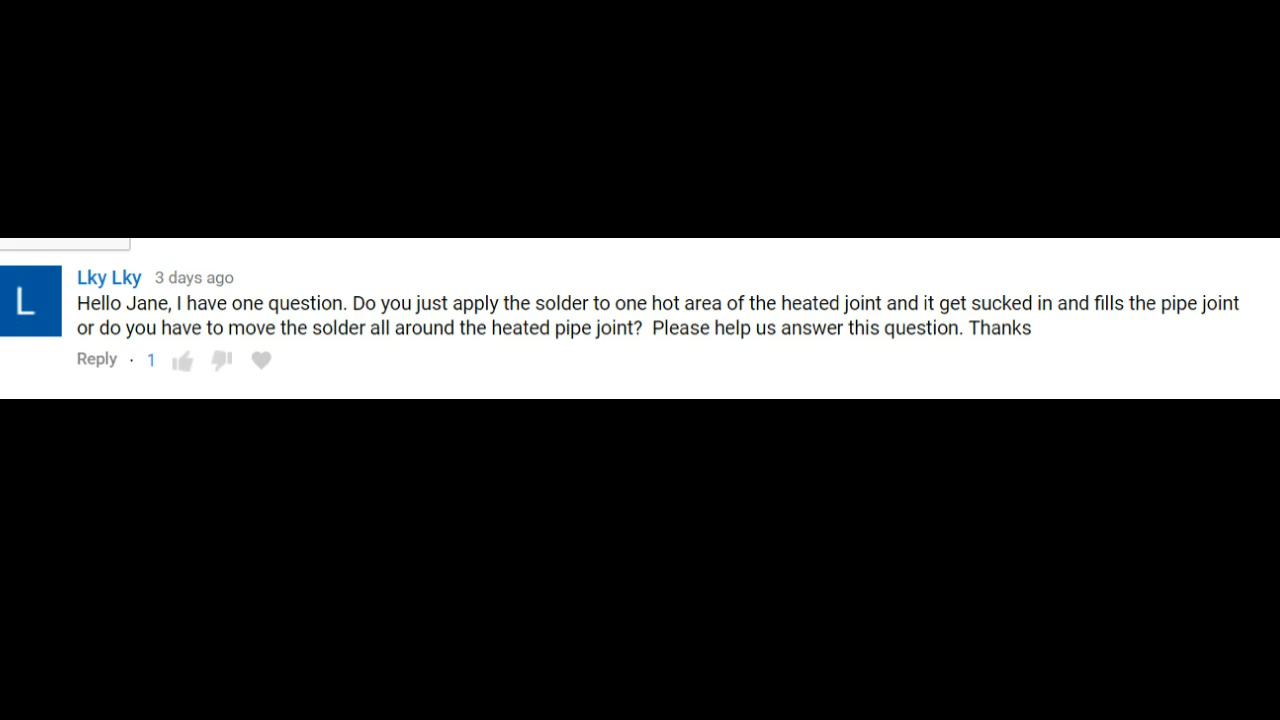 L
Lky Lky 3 days ago
Hello Jane, I have one question. Do you just apply the solder to one hot area of the heated joint and it get sucked in and fills the pipe joint
or do you have to move the solder all around the heated pipe joint?  Please help us answer this question. Thanks
Reply · 1